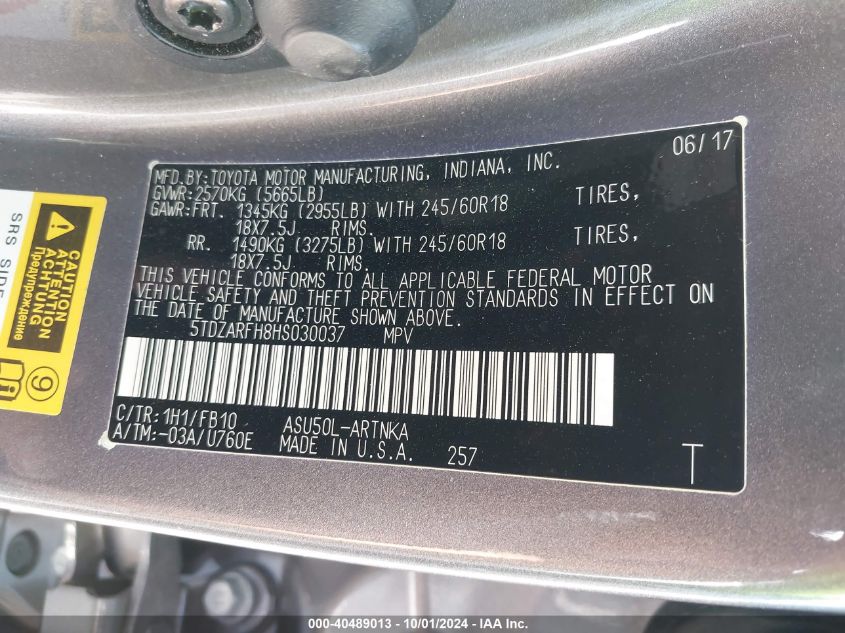 06/17
MFD.BY:TOYOTA MOTOR MANUFACTURING, INDIANA, INC.
GVWR:2570KG (5665LB)
GAWR:FRT. 1345KG (2955LB) WITH 245/60R18 TIRES,
18X7.5J RIMS.
RR. 1490KG (3275LB) WITH 245/60R18 TIRES,
18X7.5J RIMS.
THIS VEHICLE CONFORMS TO ALL APPLICABLE FEDERAL MOTOR
VEHICLE SAFETY AND THEFT PREVENTION STANDARDS IN EFFECT ON
THE DATE OF MANUFACTURE SHOWN ABOVE.
5TDZARFH8HS030037 MPV
C/TR:1H1/FB10 ASU50L-ARTNKA
A/TM:-03A/U760E MADE IN U.S.A. 257
T
SRS SIDE
CAUTION
ATTENTION
ACHTUNG
Предупреждение
9
000-40489013 - 10/01/2024 - IAA Inc.